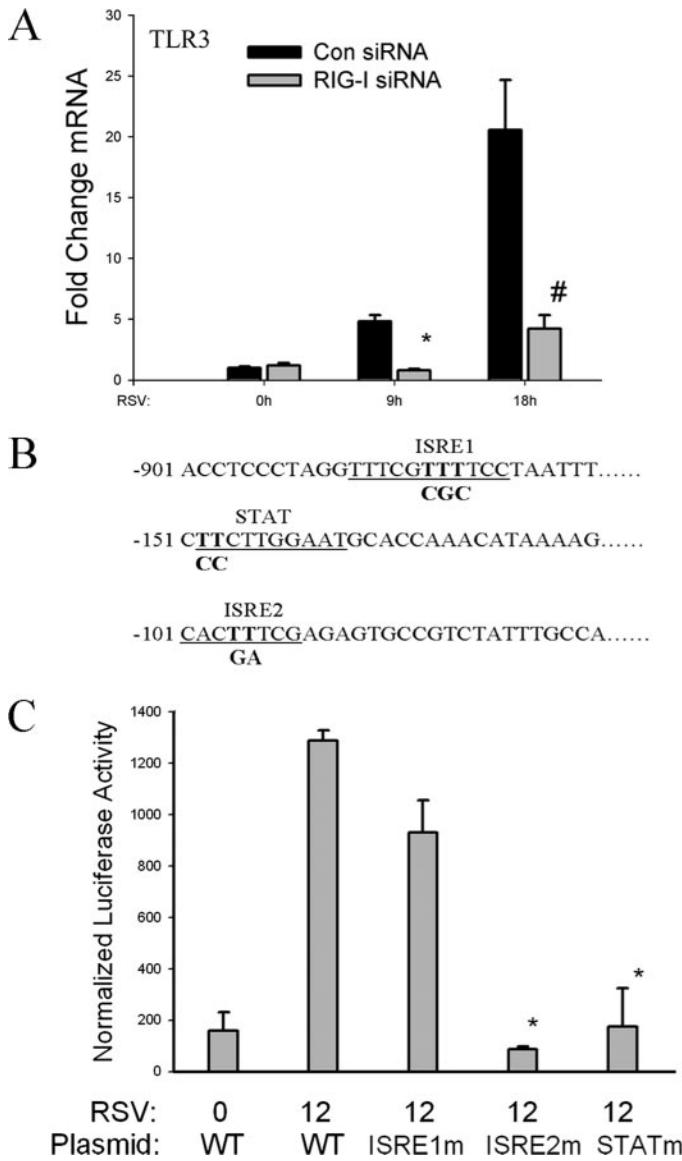 A
TLR3
Con siRNA
RIG-I siRNA
Fold Change mRNA
30
25
20
15
10
5
0
*
#
RSV: 0h 9h 18h
B
ISRE1
-901 ACCTCCCTAGGTTTCGTTTTTCCTAATTT......
CGC
STAT
-151 CTTCTTGGAATGCACCAAACATAAAAG......
CC
ISRE2
-101 CACTTTCGAGAGTGCCGTCTATTTGCCA......
GA
C
Normalized Luciferase Activity
1400
1200
1000
800
600
400
200
0
*
*
RSV: 0 12 12 12 12
Plasmid: WT WT ISRE1m ISRE2m STATm